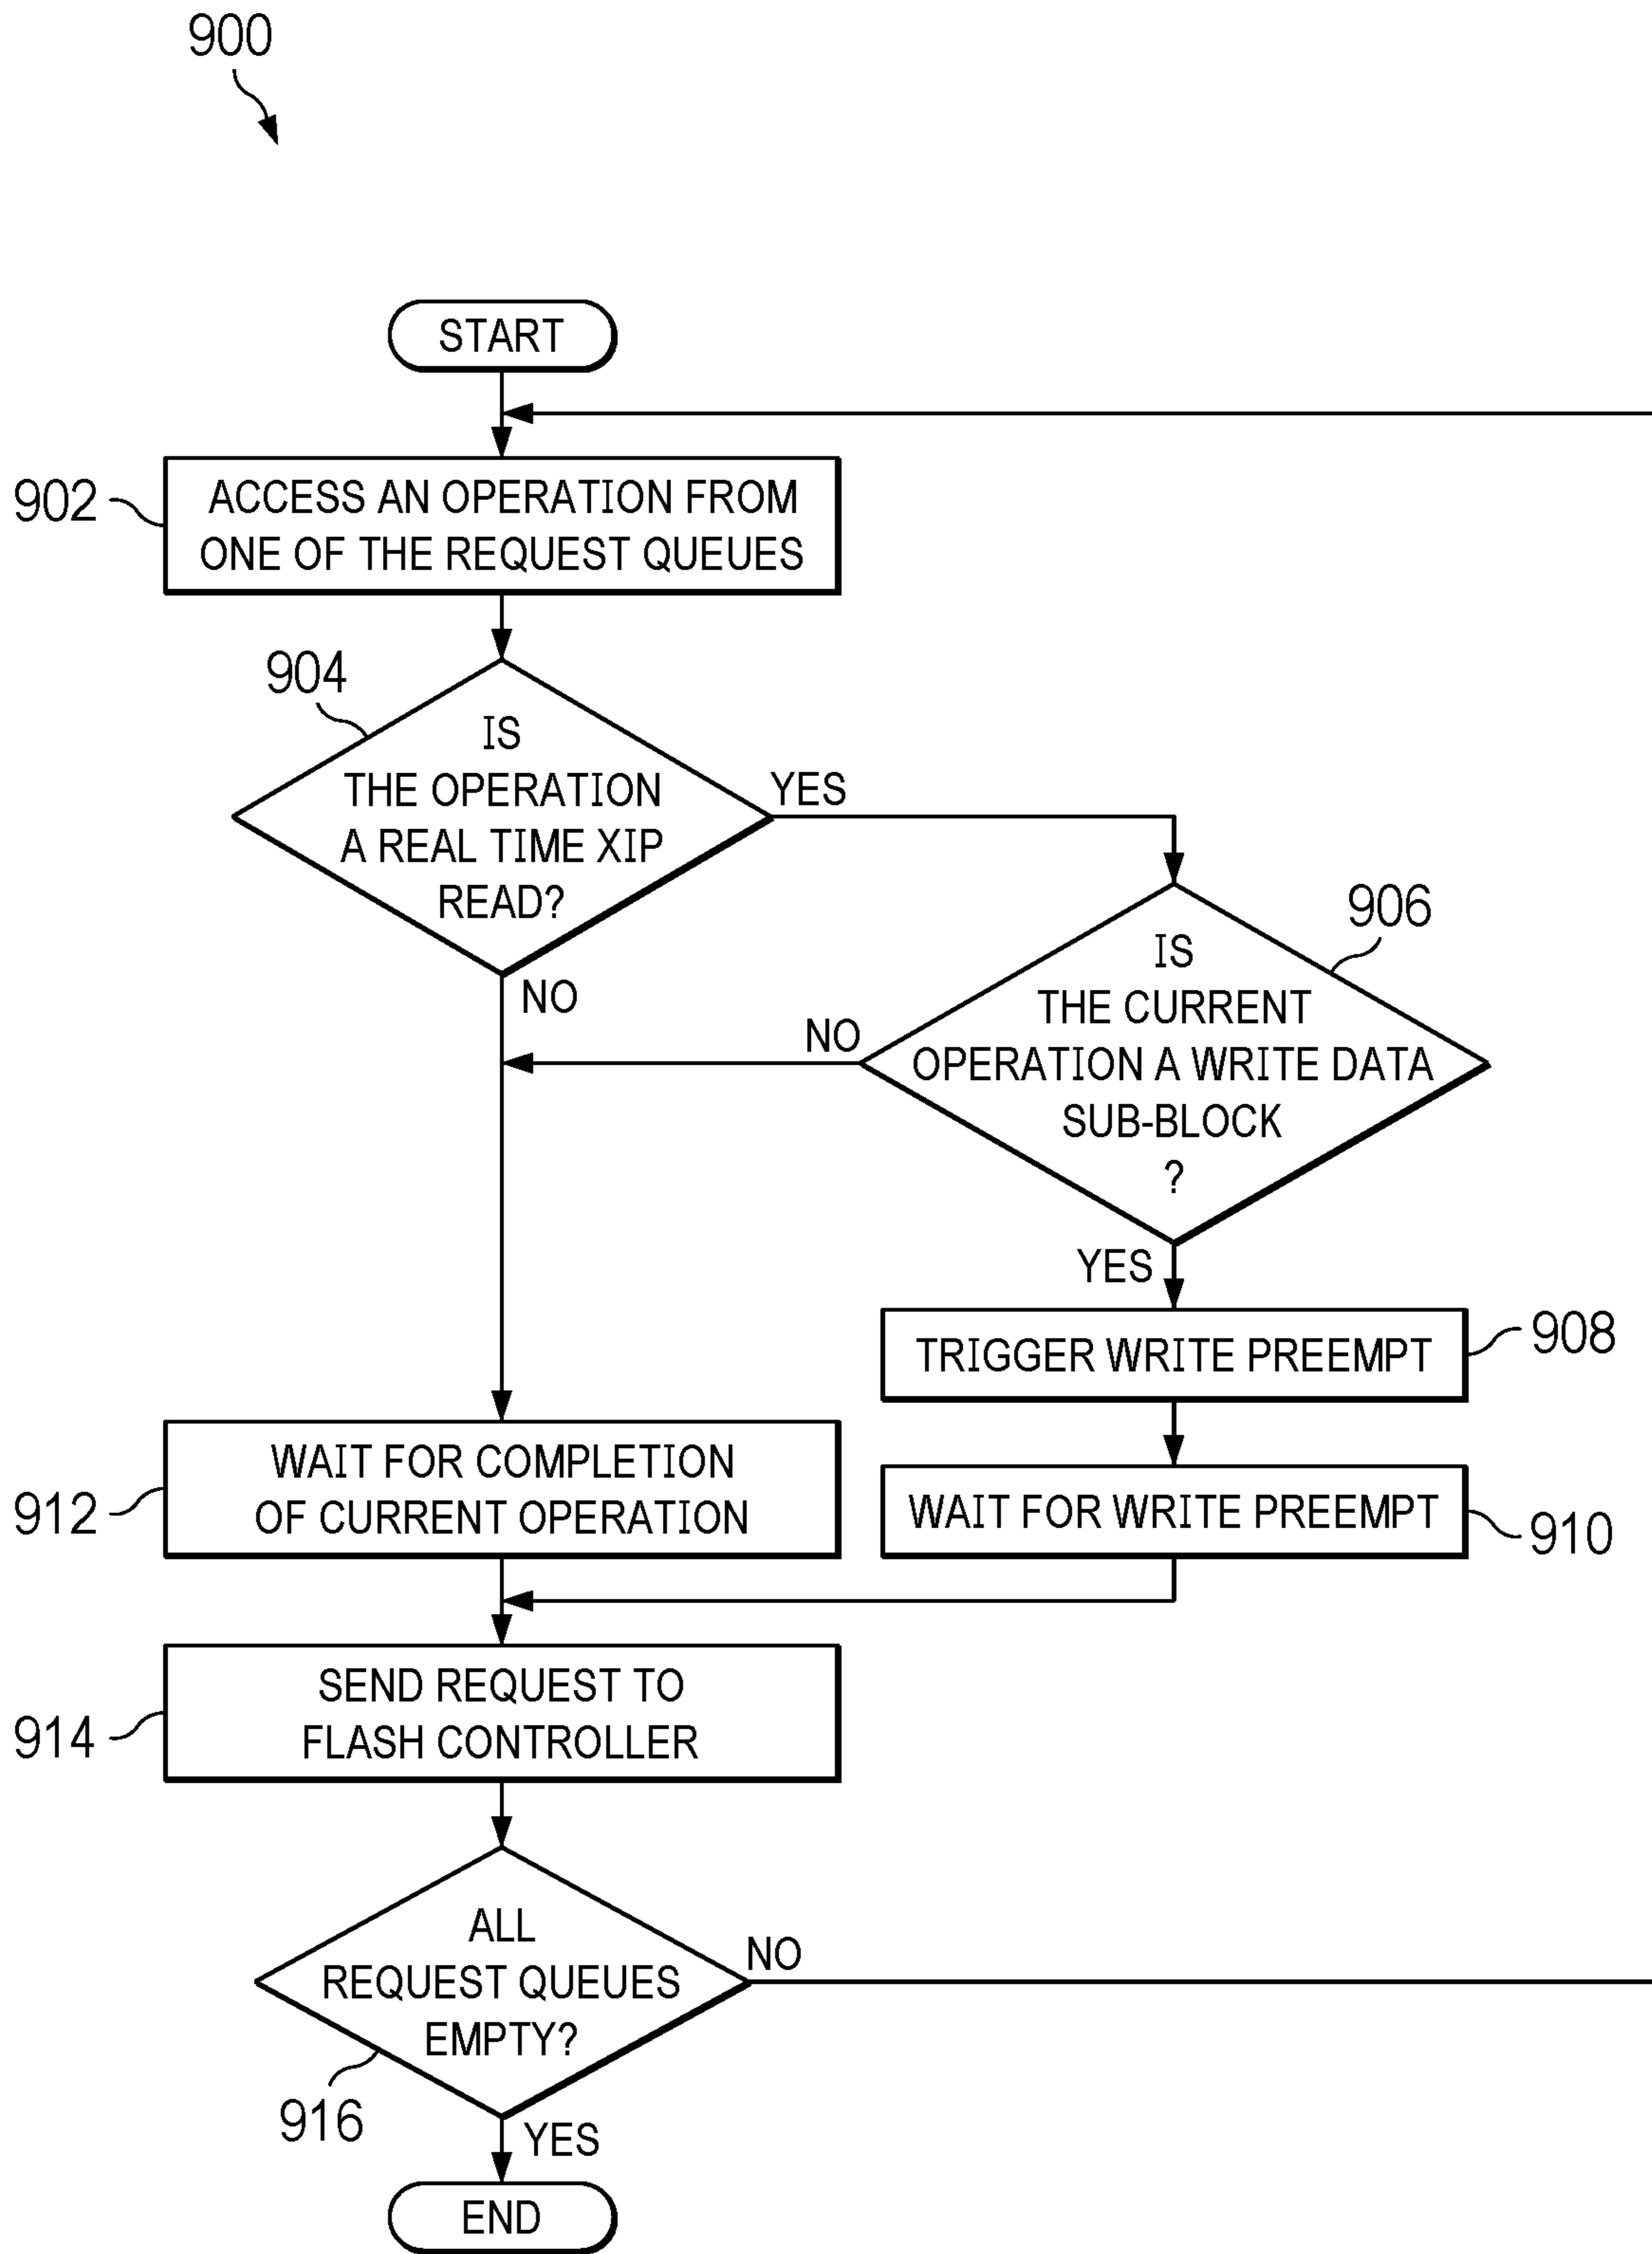 900
START
902
ACCESS AN OPERATION FROM
ONE OF THE REQUEST QUEUES
904
IS
THE OPERATION
A REAL TIME XIP
READ?
YES
NO
906
IS
THE CURRENT
OPERATION A WRITE DATA
SUB-BLOCK
?
NO
YES
TRIGGER WRITE PREEMPT
908
WAIT FOR WRITE PREEMPT
910
912
WAIT FOR COMPLETION
OF CURRENT OPERATION
914
SEND REQUEST TO
FLASH CONTROLLER
ALL
REQUEST QUEUES
EMPTY?
NO
916
YES
END